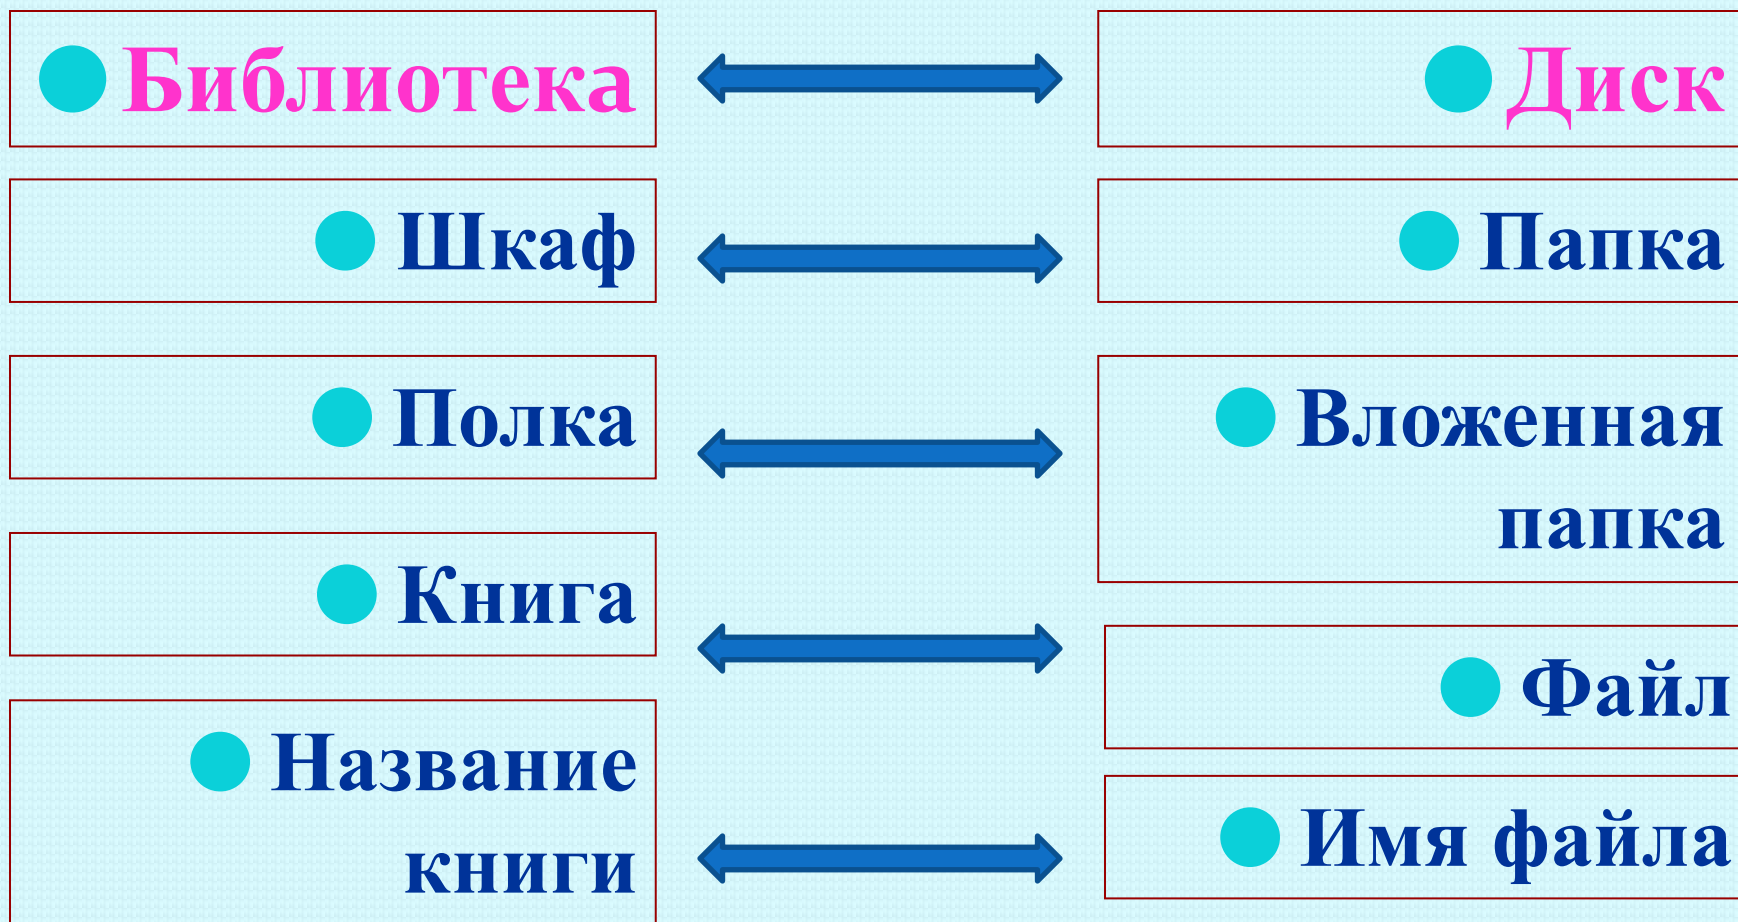 Библиотека
Диск
Шкаф
Папка
Полка
Вложенная
папка
Книга
Файл
Название
книги
Имя файла